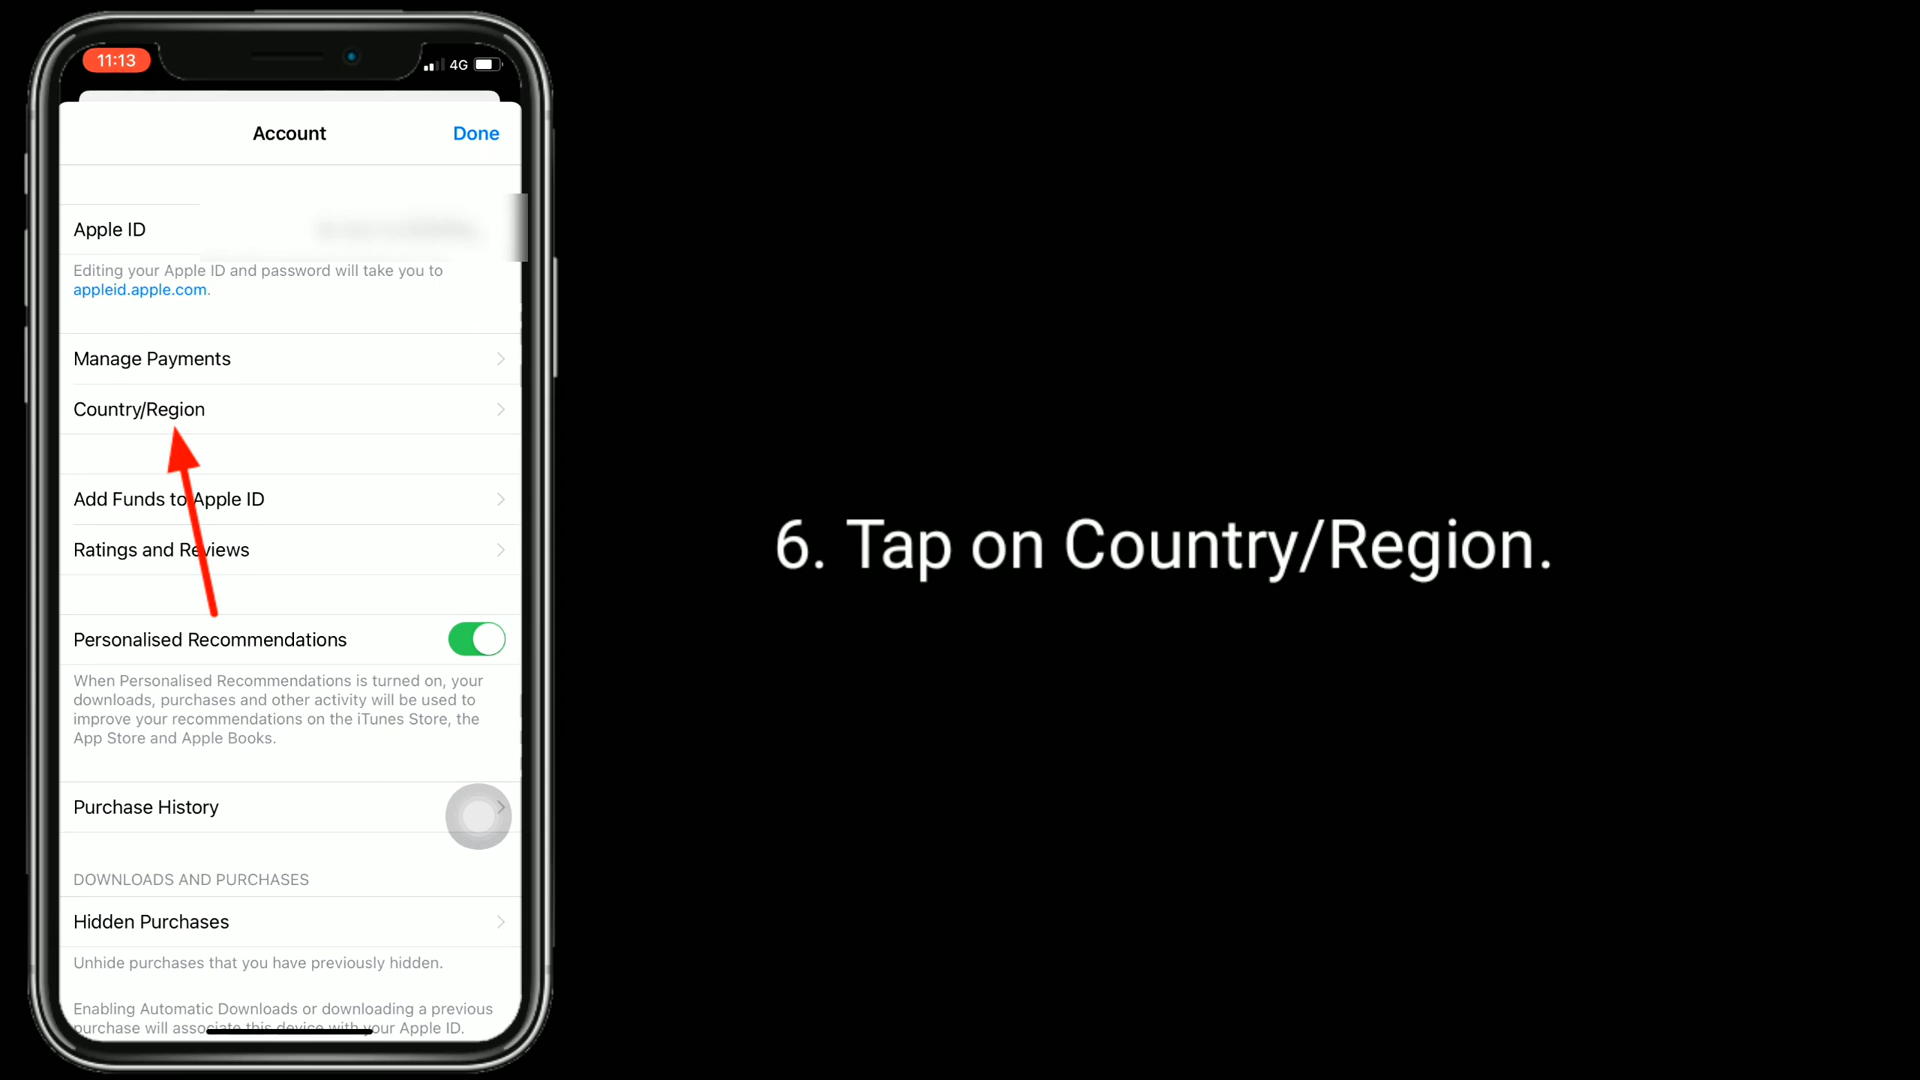 11:13
4G
Account
Done
Apple ID
Editing your Apple ID and password will take you to
appleid.apple.com.
Manage Payments
Country/Region
Add Funds to Apple ID
Ratings and Reviews
Personalised Recommendations
When Personalised Recommendations is turned on, your
downloads, purchases and other activity will be used to
improve your recommendations on the iTunes Store, the
App Store and Apple Books.
Purchase History
DOWNLOADS AND PURCHASES
Hidden Purchases
Unhide purchases that you have previously hidden.
Enabling Automatic Downloads or downloading a previous
purchase will associate this device with your Apple ID.
6. Tap on Country/Region.